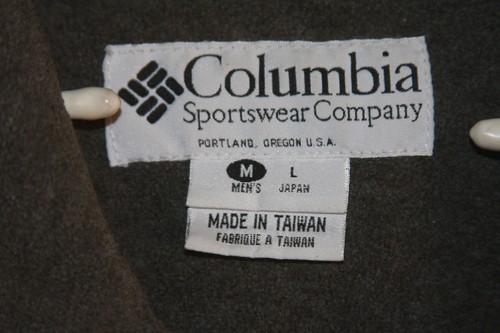 Columbia
Sportswear Company
PORTLAND, OREGON U.S.A.
M L
MEN'S JAPAN
MADE IN TAIWAN
FABRIQUE A TAIWAN